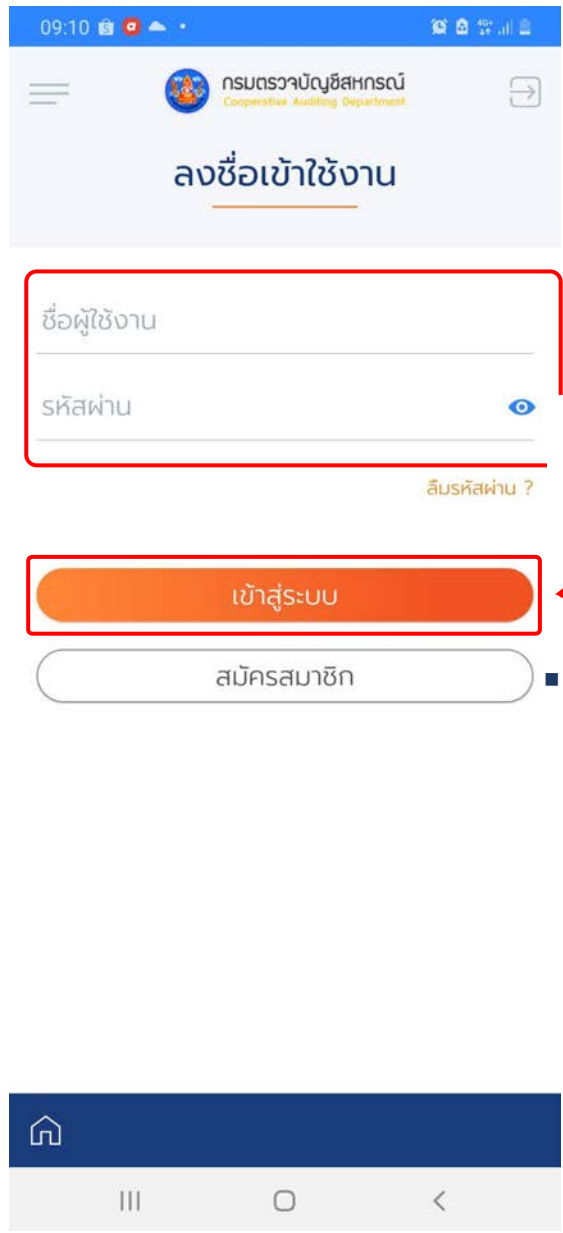 09:10
4G+
กรมตรวจบัญชีสหกรณ์
Cooperative Auditing Department
ลงชื่อเข้าใช้งาน
ชื่อผู้ใช้งาน
รหัสผ่าน
ลืมรหัสผ่าน ?
เข้าสู่ระบบ
สมัครสมาชิก